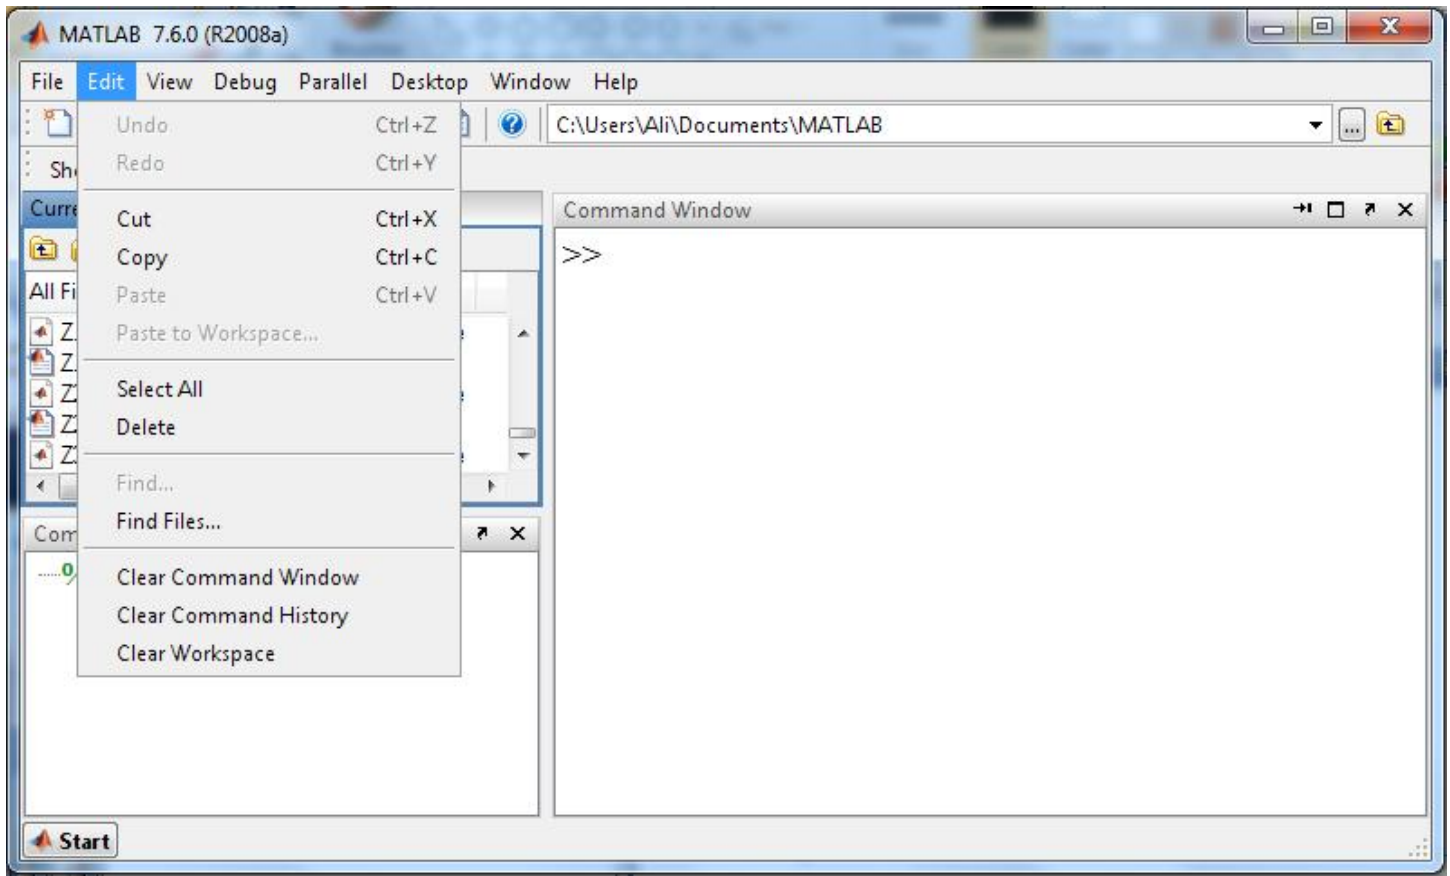 MATLAB 7.6.0 (R2008a)
File Edit View Debug Parallel Desktop Window Help
Undo Ctrl+Z
C:\Users\Ali\Documents\MATLAB
...
Redo Ctrl+Y
Command Window
>>
Cut Ctrl+X
Copy Ctrl+C
Paste Ctrl+V
Paste to Workspace...
Select All
Delete
Find...
Find Files...
Clear Command Window
Clear Command History
Clear Workspace
All Fi
Start